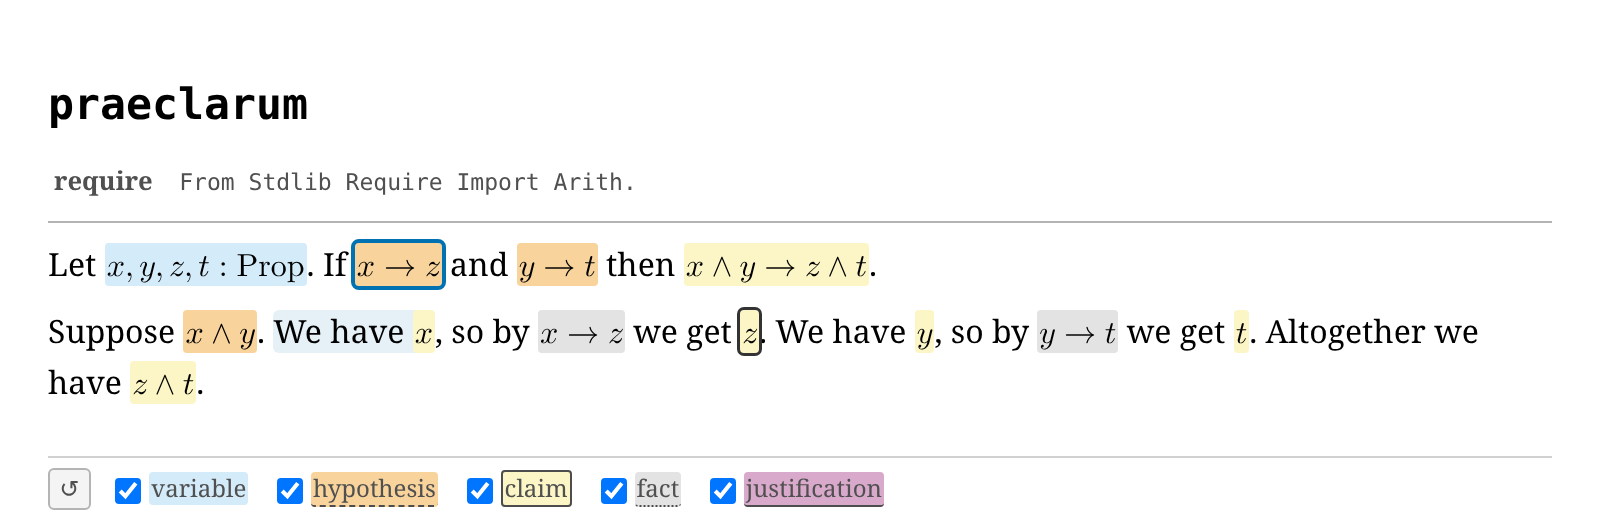 praeclarum
require From Stdlib Require Import Arith.
Let x, y, z, t : Prop. If x → z and y → t then x ∧ y → z ∧ t.
Suppose x ∧ y. We have x, so by x → z we get z. We have y, so by y → t we get t. Altogether we
have z ∧ t.
↺ variable hypothesis claim fact justification